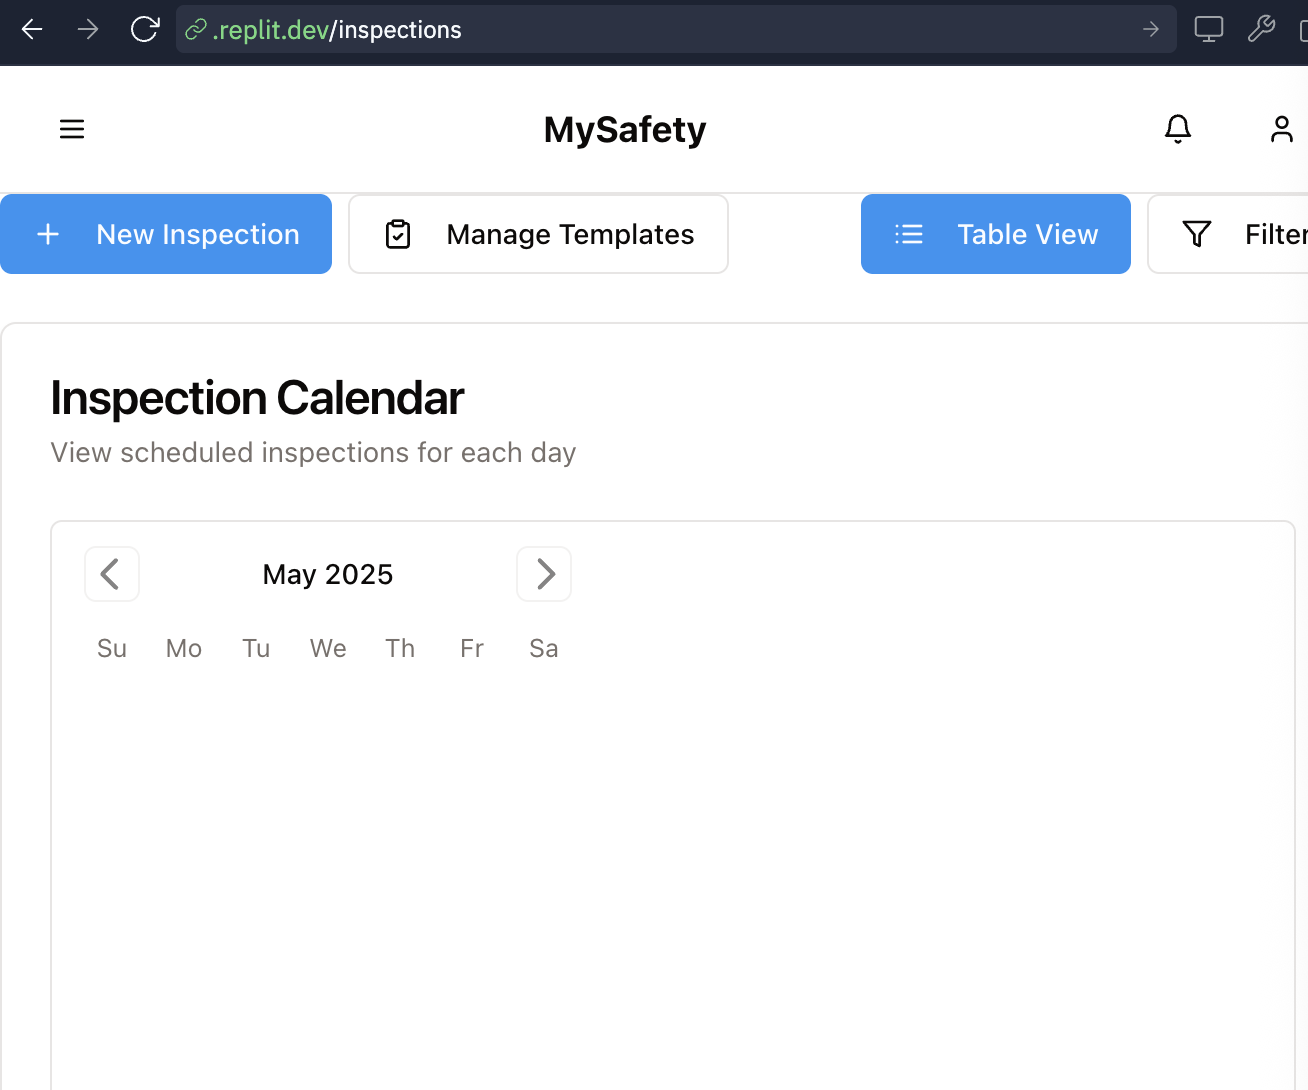 .replit.dev/inspections
MySafety
New Inspection
Manage Templates
Table View
Filter
Inspection Calendar
View scheduled inspections for each day
May 2025
Su Mo Tu We Th Fr Sa